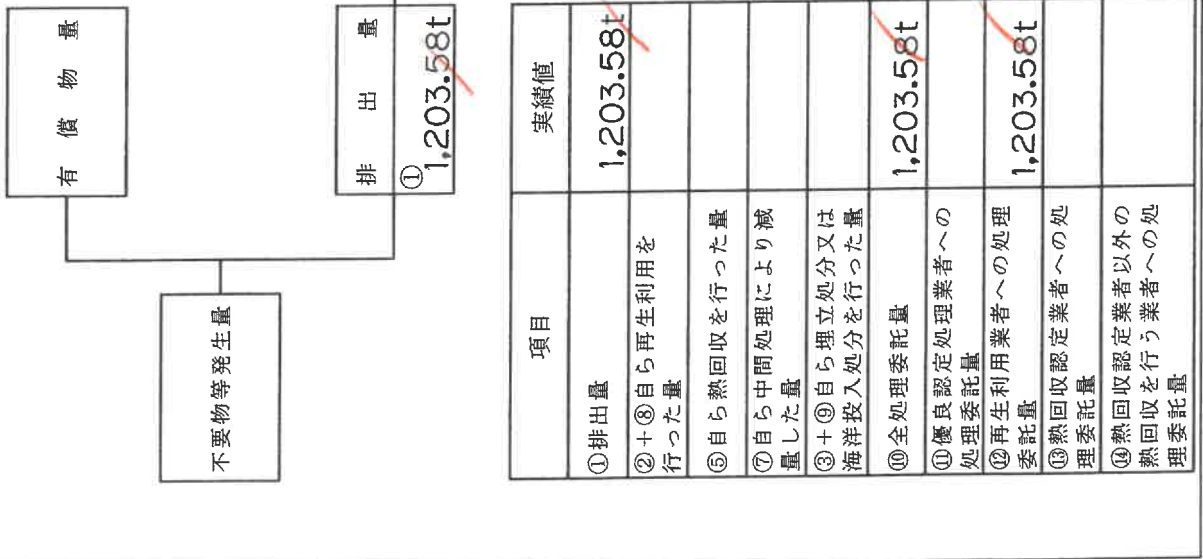 有償物量
不要物等発生量
排出量
①
1,203.58t
項目 実績値
①排出量 1,203.58t
②+⑧自ら再生利用を
行った量
⑤自ら熱回収を行った量
⑦自ら中間処理により減
量した量
③+⑨自ら埋立処分又は
海洋投入処分を行った量
⑩全処理委託量 1,203.58t
⑪優良認定処理業者への
処理委託量
⑫再生利用業者への処理
委託量 1,203.58t
⑬熱回収認定業者への処
理委託量
⑭熱回収認定業者以外の
熱回収を行う業者への処
理委託量